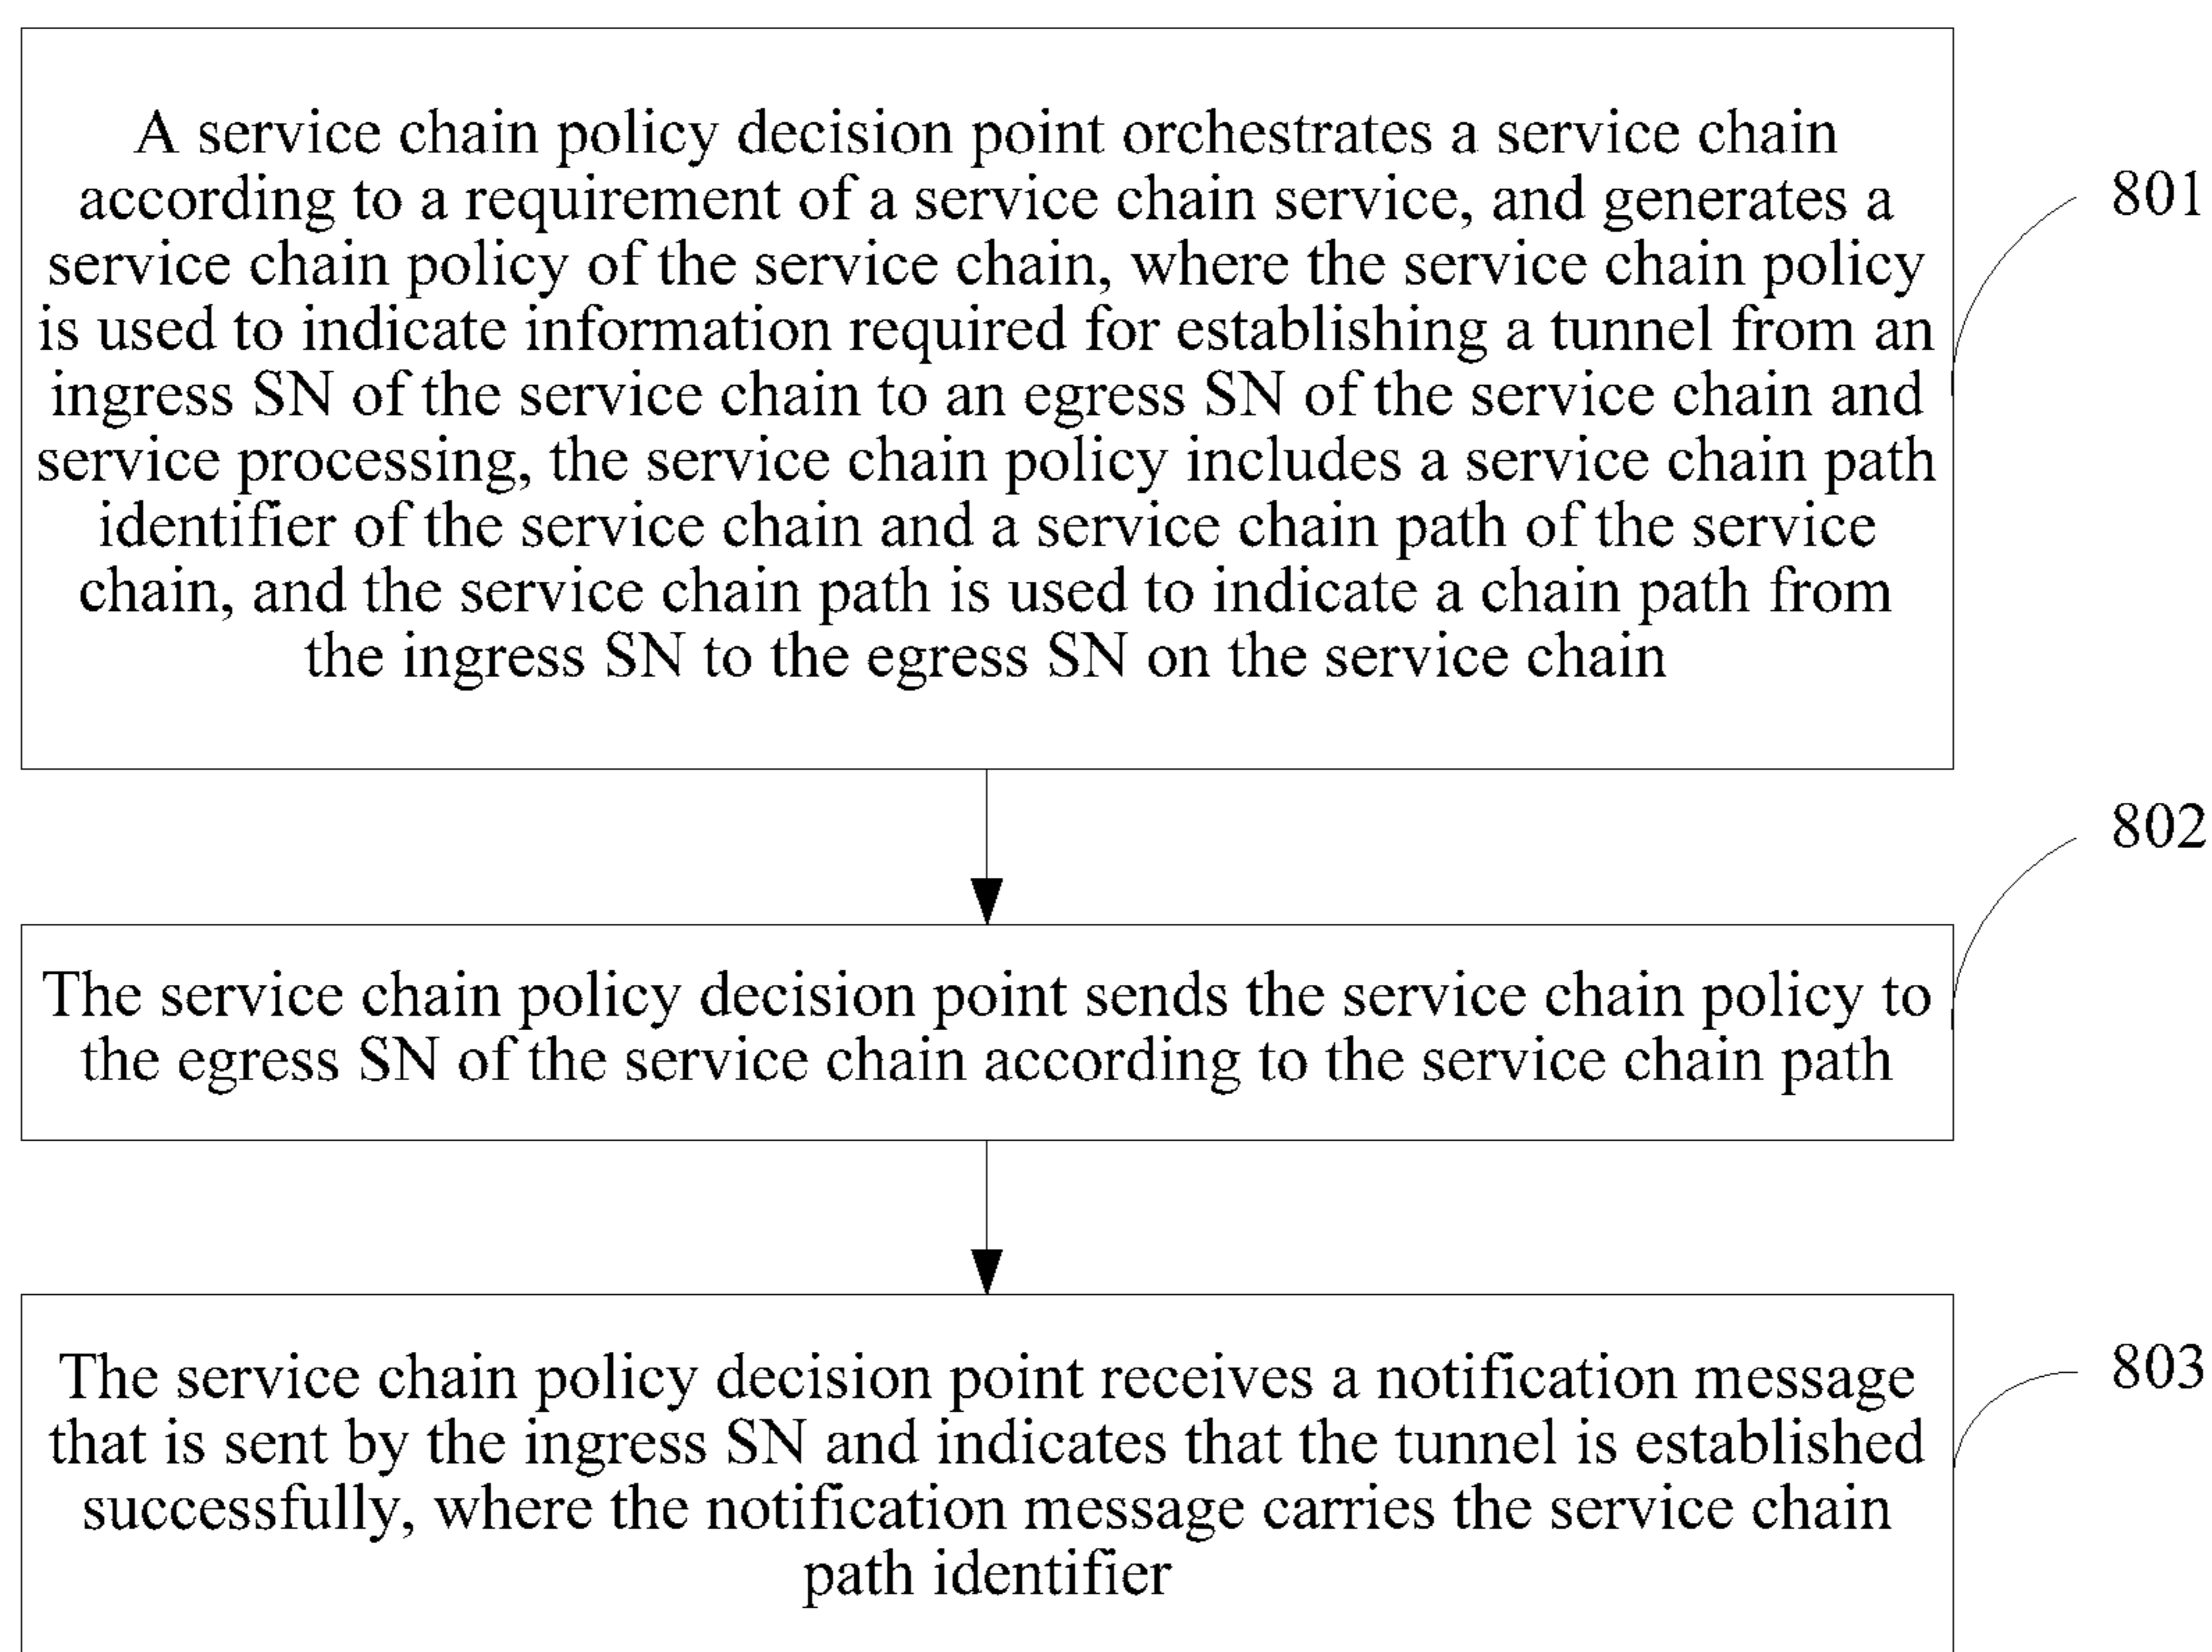 A service chain policy decision point orchestrates a service chain
according to a requirement of a service chain service, and generates a
service chain policy of the service chain, where the service chain policy
is used to indicate information required for establishing a tunnel from an
ingress SN of the service chain to an egress SN of the service chain and
service processing, the service chain policy includes a service chain path
identifier of the service chain and a service chain path of the service
chain, and the service chain path is used to indicate a chain path from
the ingress SN to the egress SN on the service chain
801
The service chain policy decision point sends the service chain policy to
the egress SN of the service chain according to the service chain path
802
The service chain policy decision point receives a notification message
that is sent by the ingress SN and indicates that the tunnel is established
successfully, where the notification message carries the service chain
path identifier
803